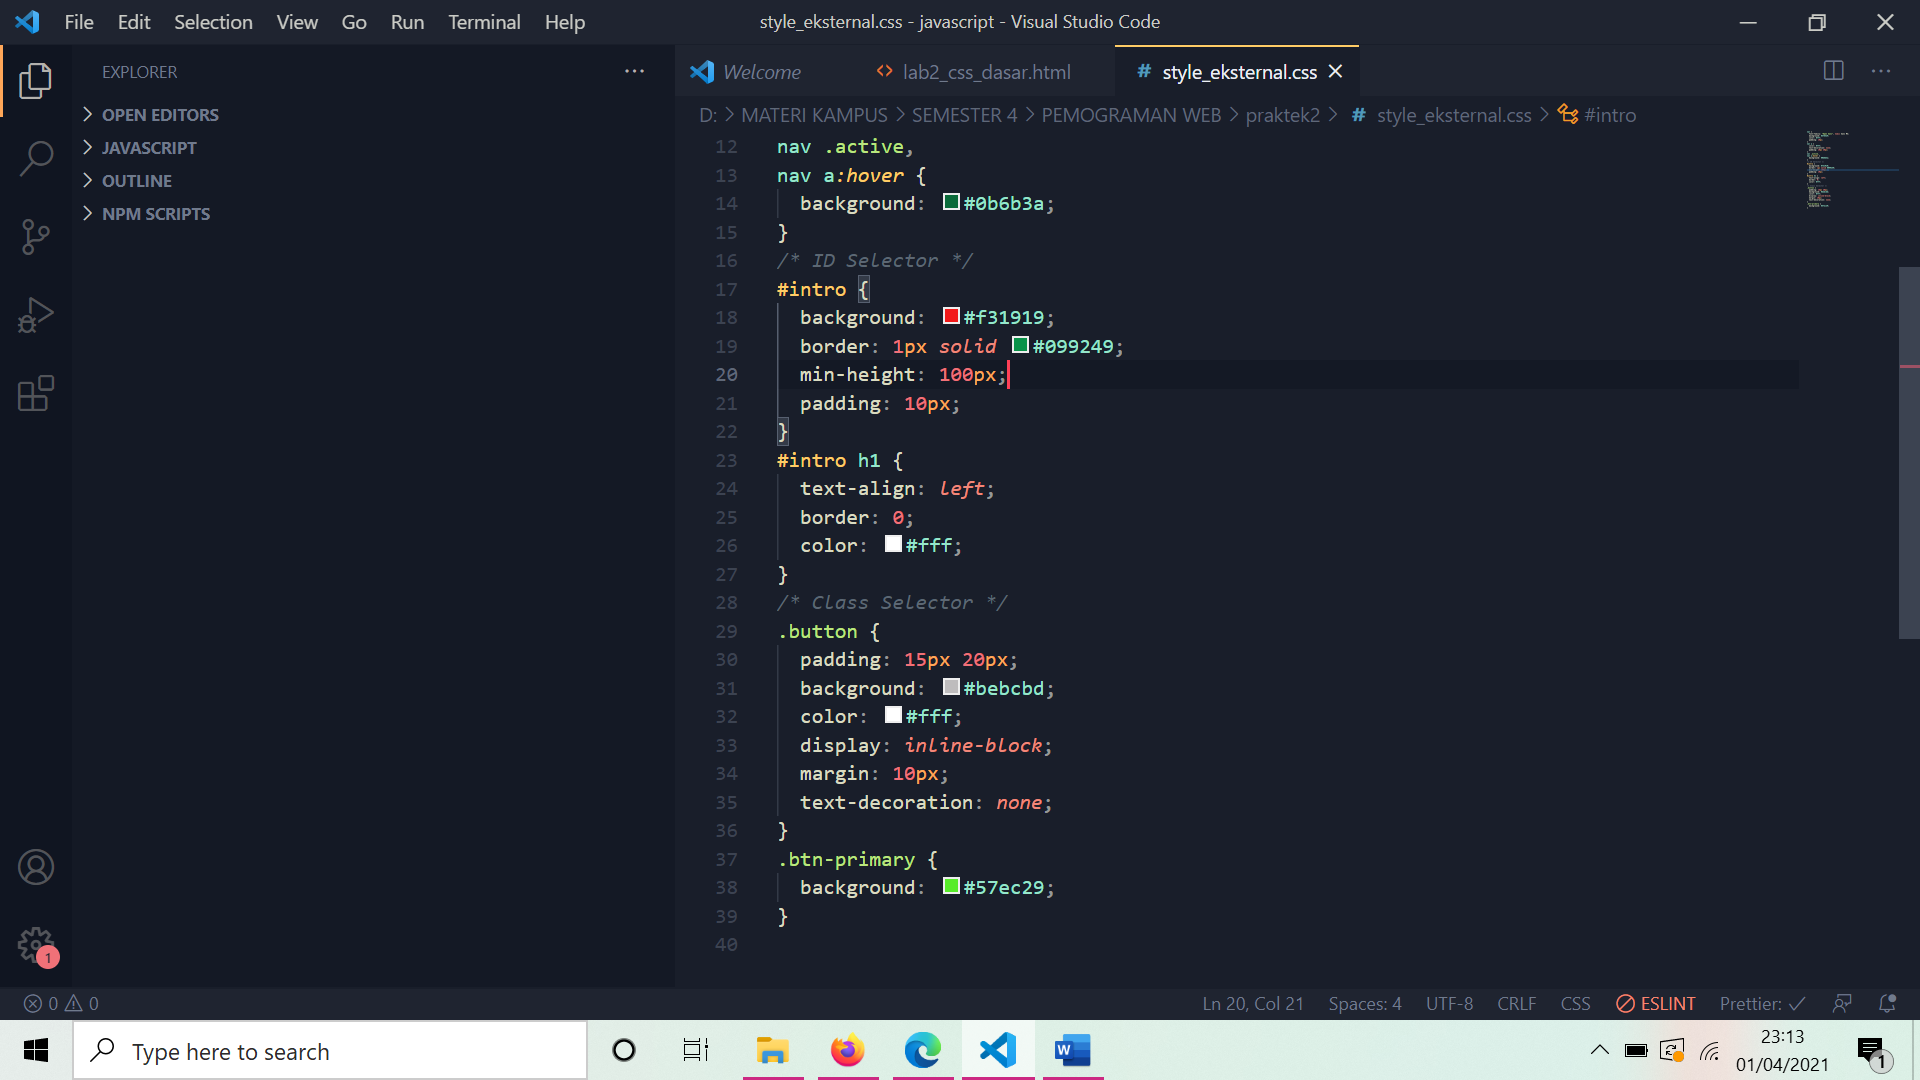 File Edit Selection View Go Run Terminal Help
style_eksternal.css - javascript - Visual Studio Code
EXPLORER
OPEN EDITORS
JAVASCRIPT
OUTLINE
NPM SCRIPTS
1
Welcome
lab2_css_dasar.html
# style_eksternal.css
D: > MATERI KAMPUS > SEMESTER 4 > PEMOGRAMAN WEB > praktek2 > # style_eksternal.css > #intro
12 nav .active,
13 nav a:hover {
14 background: #0b6b3a;
15 }
16 /* ID Selector */
17 #intro {
18 background: #f31919;
19 border: 1px solid #099249;
20 min-height: 100px;
21 padding: 10px;
22 }
23 #intro h1 {
24 text-align: left;
25 border: 0;
26 color: #fff;
27 }
28 /* Class Selector */
29 .button {
30 padding: 15px 20px;
31 background: #bebcbd;
32 color: #fff;
33 display: inline-block;
34 margin: 10px;
35 text-decoration: none;
36 }
37 .btn-primary {
38 background: #57ec29;
39 }
40
0 0
Ln 20, Col 21 Spaces: 4 UTF-8 CRLF CSS ESLINT Prettier: ✓
Type here to search
W
23:13
01/04/2021
1